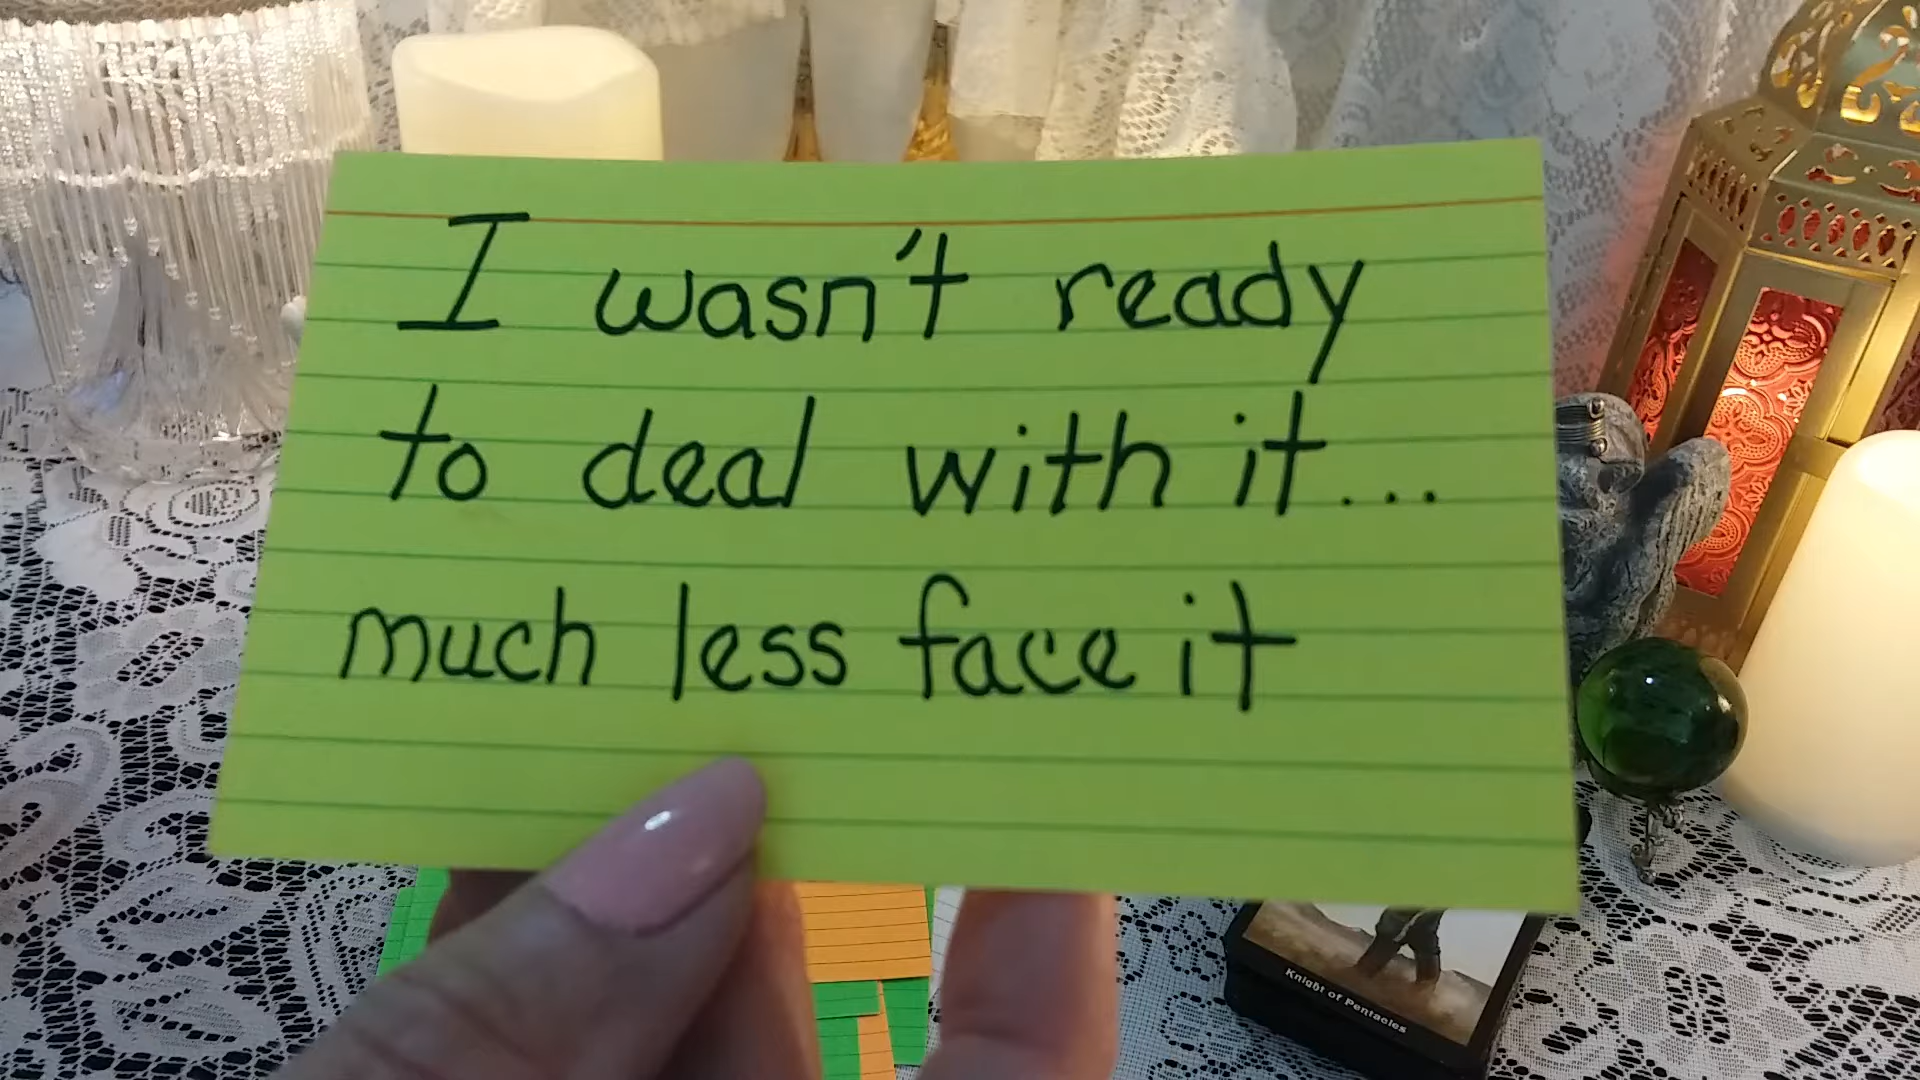 I wasn't ready
to deal with it...
much less face it
Knight of Pentacles